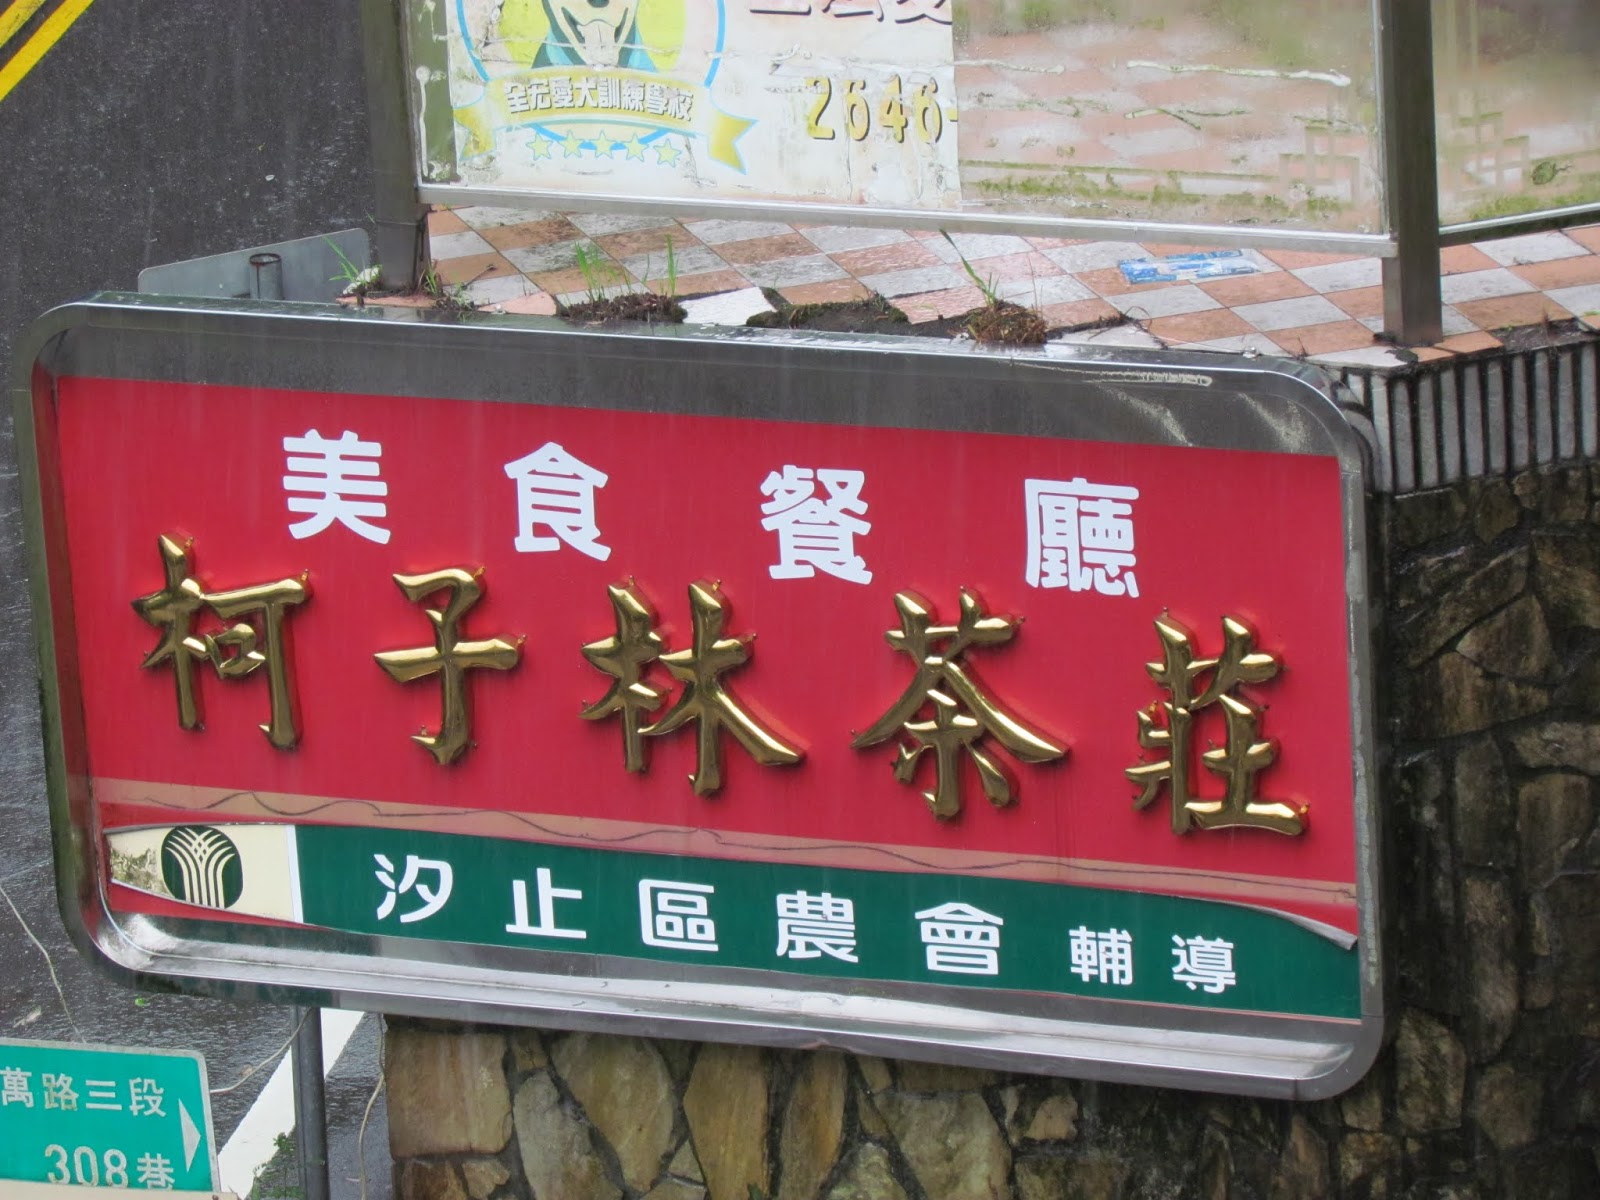 全宏愛犬訓練學校
2646-
美食餐廳
柯子林茶莊
汐止區農會 輔導
萬路三段
308巷